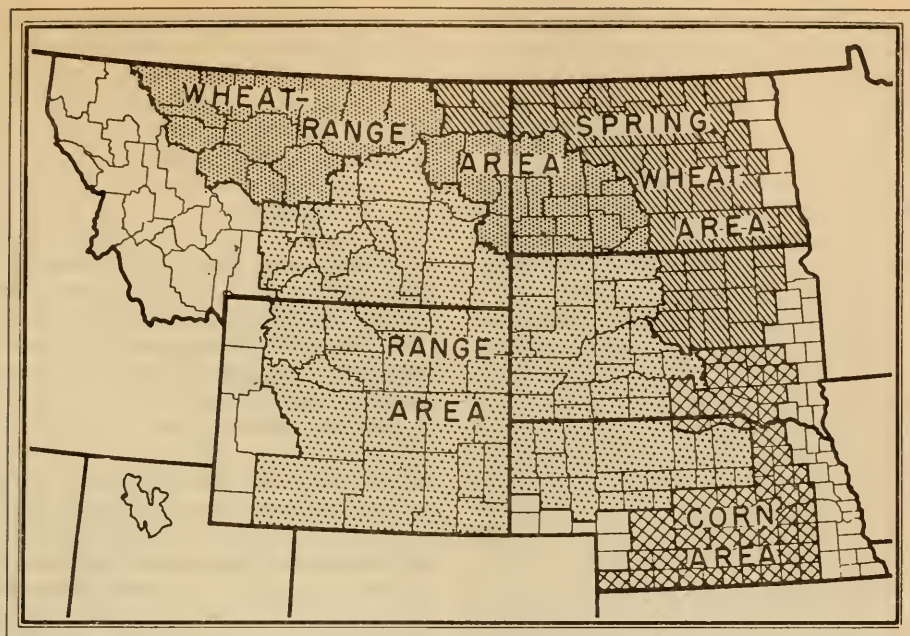 WHEAT-
RANGE
AREA
SPRING
WHEAT
AREA
RANGE
AREA
CORN
AREA